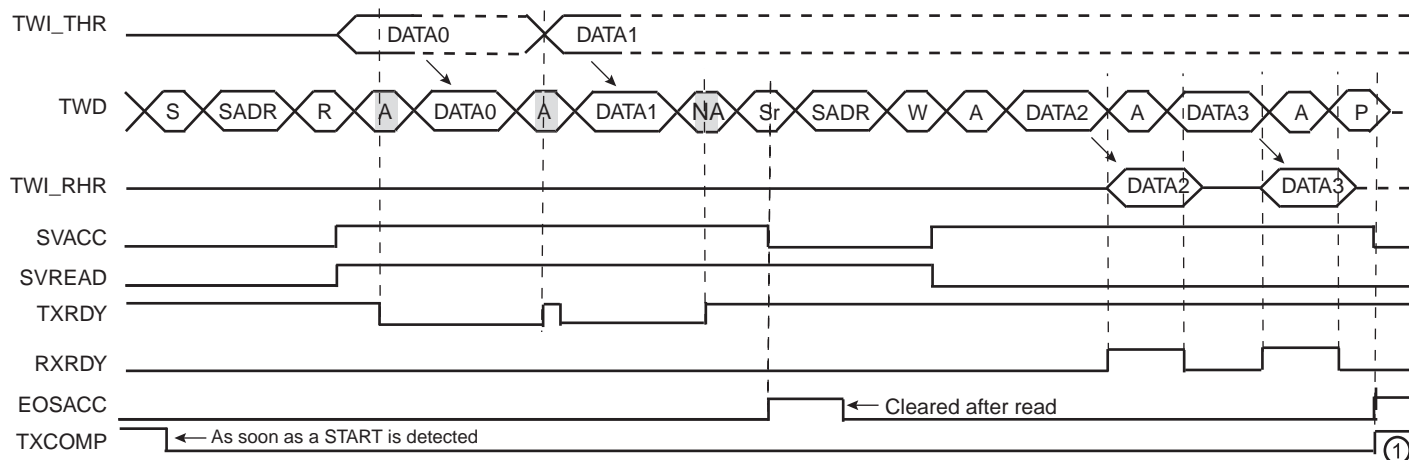 TWI_THR DATA0 DATA1
TWD S SADR R A DATA0 A DATA1 NA Sr SADR W A DATA2 A DATA3 A P
TWI_RHR DATA2 DATA3
SVACC
SVREAD
TXRDY
RXRDY
EOSACC Cleared after read
TXCOMP As soon as a START is detected 1